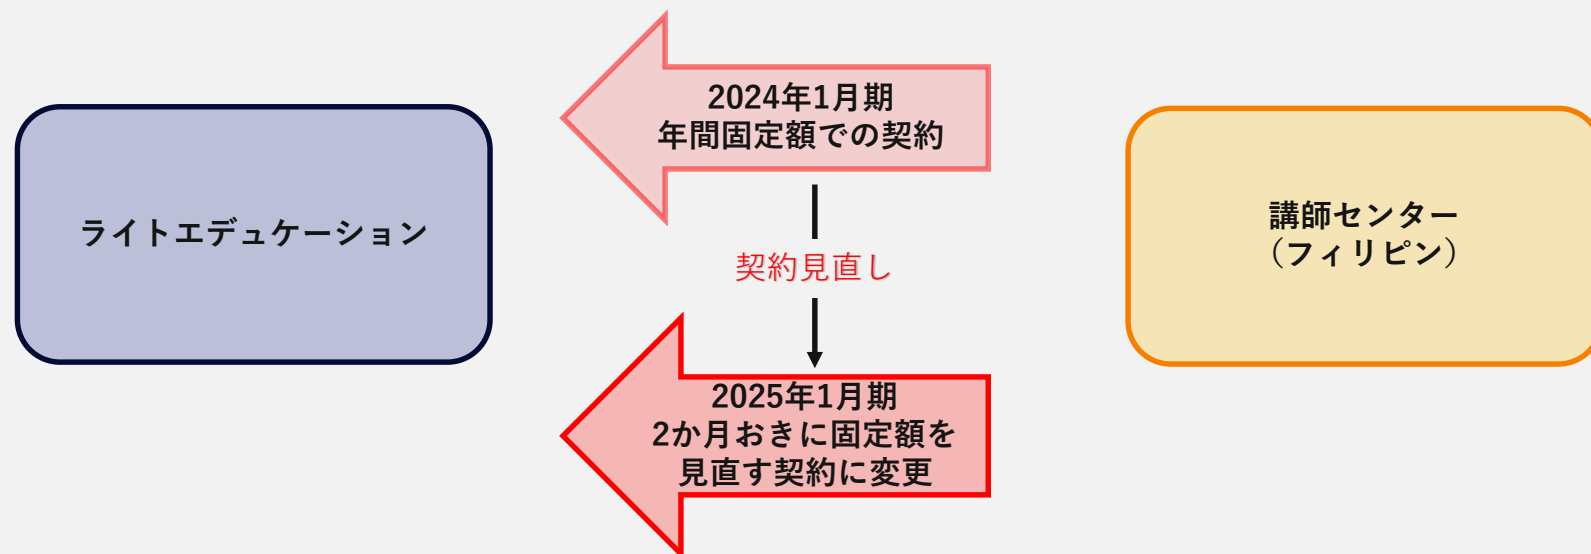 2024年1月期
年間固定額での契約
ライトエデュケーション
講師センター
（フィリピン）
契約見直し
2025年1月期
2か月おきに固定額を
見直す契約に変更